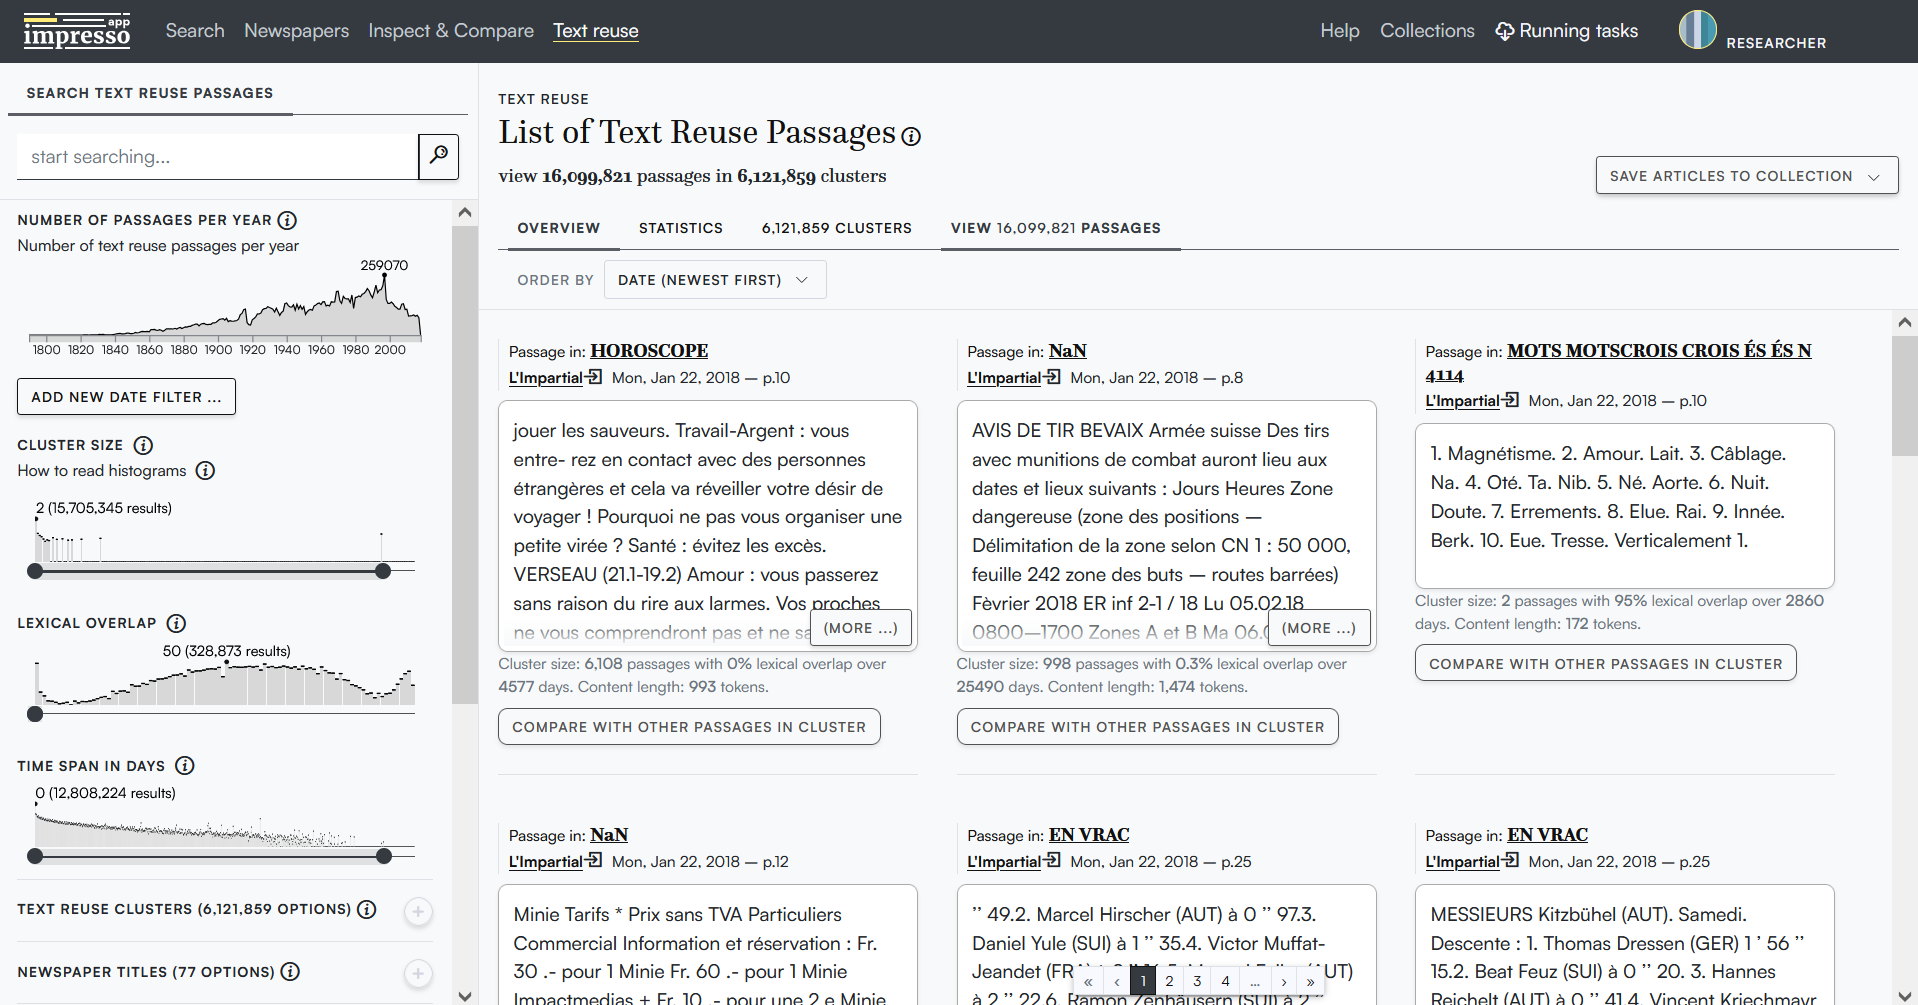 impresso app
Search Newspapers Inspect & Compare Text reuse
Help Collections Running tasks RESEARCHER
SEARCH TEXT REUSE PASSAGES
start searching...
NUMBER OF PASSAGES PER YEAR
Number of text reuse passages per year
259070
1800 1820 1840 1860 1880 1900 1920 1940 1960 1980 2000
ADD NEW DATE FILTER ...
CLUSTER SIZE
How to read histograms
2 (15,705,345 results)
LEXICAL OVERLAP
50 (328,873 results)
TIME SPAN IN DAYS
0 (12,808,224 results)
TEXT REUSE CLUSTERS (6,121,859 OPTIONS)
NEWSPAPER TITLES (77 OPTIONS)
TEXT REUSE
List of Text Reuse Passages
view 16,099,821 passages in 6,121,859 clusters
SAVE ARTICLES TO COLLECTION
OVERVIEW STATISTICS 6,121,859 CLUSTERS VIEW 16,099,821 PASSAGES
ORDER BY DATE (NEWEST FIRST)
Passage in: HOROSCOPE
L'Impartial Mon, Jan 22, 2018 — p.10
jouer les sauveurs. Travail-Argent : vous
entre- rez en contact avec des personnes
étrangères et cela va réveiller votre désir de
voyager ! Pourquoi ne pas vous organiser une
petite virée ? Santé : évitez les excès.
VERSEAU (21.1-19.2) Amour : vous passerez
sans raison du rire aux larmes. Vos proches
ne vous comprendront pas et ne sa
(MORE ...)
Cluster size: 6,108 passages with 0% lexical overlap over
4577 days. Content length: 993 tokens.
COMPARE WITH OTHER PASSAGES IN CLUSTER
Passage in: NaN
L'Impartial Mon, Jan 22, 2018 — p.8
AVIS DE TIR BEVAIX Armée suisse Des tirs
avec munitions de combat auront lieu aux
dates et lieux suivants : Jours Heures Zone
dangereuse (zone des positions —
Délimitation de la zone selon CN 1 : 50 000,
feuille 242 zone des buts — routes barrées)
Fèvrier 2018 ER inf 2-1 / 18 Lu 05.02.18
0800—1700 Zones A et B Ma 06.0
(MORE ...)
Cluster size: 998 passages with 0.3% lexical overlap over
25490 days. Content length: 1,474 tokens.
COMPARE WITH OTHER PASSAGES IN CLUSTER
Passage in: MOTS MOTSCROIS CROIS ÉS ÉS N
4114
L'Impartial Mon, Jan 22, 2018 — p.10
1. Magnétisme. 2. Amour. Lait. 3. Câblage.
Na. 4. Oté. Ta. Nib. 5. Né. Aorte. 6. Nuit.
Doute. 7. Errements. 8. Elue. Rai. 9. Innée.
Berk. 10. Eue. Tresse. Verticalement 1.
Cluster size: 2 passages with 95% lexical overlap over 2860
days. Content length: 172 tokens.
COMPARE WITH OTHER PASSAGES IN CLUSTER
Passage in: NaN
L'Impartial Mon, Jan 22, 2018 — p.12
Minie Tarifs * Prix sans TVA Particuliers
Commercial Information et réservation : Fr.
30 .- pour 1 Minie Fr. 60 .- pour 1 Minie
Impactmedias + Fr. 10 .- pour une 2 e Minie
Passage in: EN VRAC
L'Impartial Mon, Jan 22, 2018 — p.25
’’ 49.2. Marcel Hirscher (AUT) à 0 ’’ 97.3.
Daniel Yule (SUI) à 1 ’’ 35.4. Victor Muffat-
Jeandet (FRA) AUT)
à 2 ’’ 22.6. Ramon Zenhäusern (SUI) à 2 ’’
« ‹ 1 2 3 4 ... › »
Passage in: EN VRAC
L'Impartial Mon, Jan 22, 2018 — p.25
MESSIEURS Kitzbühel (AUT). Samedi.
Descente : 1. Thomas Dressen (GER) 1 ’ 56 ’’
15.2. Beat Feuz (SUI) à 0 ’’ 20. 3. Hannes
Reichelt (AUT) à 0 ’’ 41.4. Vincent Kriechmayr